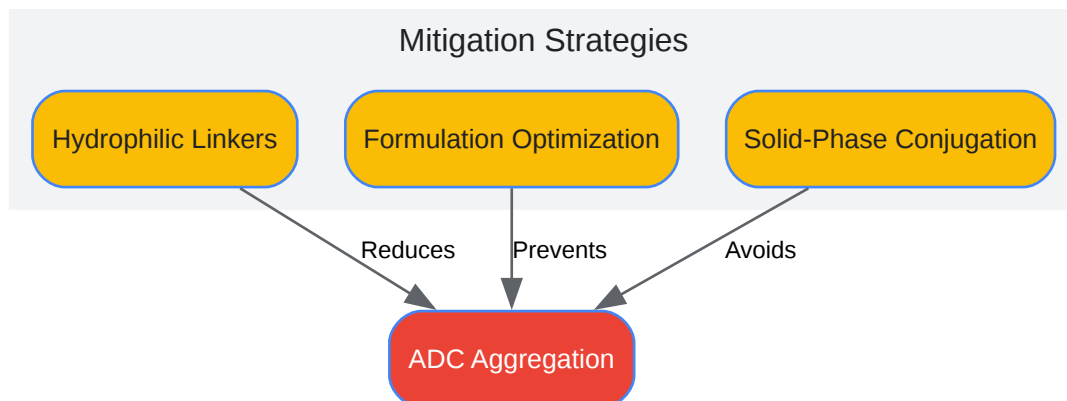 Mitigation Strategies
Hydrophilic Linkers
Formulation Optimization
Solid-Phase Conjugation
Reduces
Prevents
Avoids
ADC Aggregation